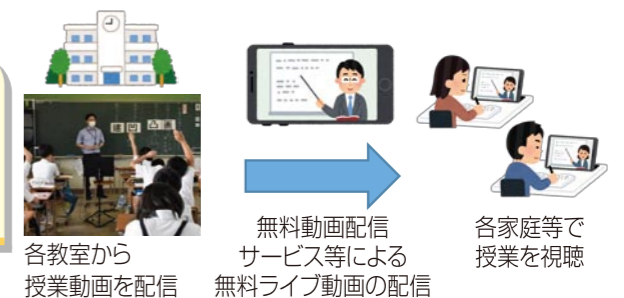 各教室から
授業動画を配信
無料動画配信
サービス等による
無料ライブ動画の配信
各家庭等で
授業を視聴